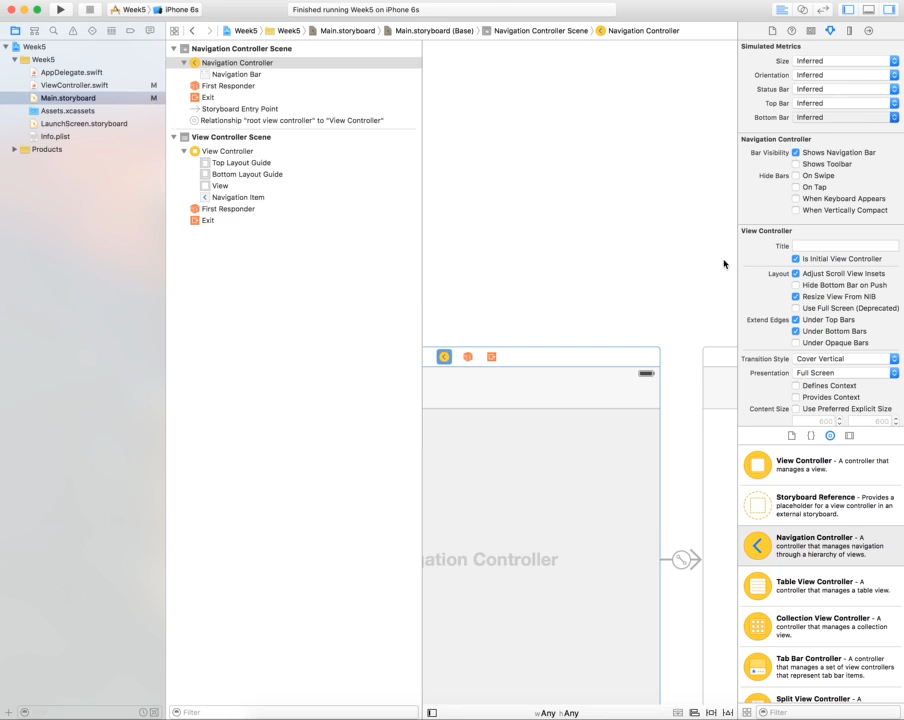 Week5 iPhone 6s
Finished running Week5 on iPhone 6s
Week5 Week5 Main.storyboard Main.storyboard (Base) Navigation Controller Scene Navigation Controller
Week5
Week5
AppDelegate.swift
ViewController.swift M
Main.storyboard M
Assets.xcassets
LaunchScreen.storyboard
Info.plist
Products
Filter
Navigation Controller Scene
Navigation Controller
Navigation Bar
First Responder
Exit
Storyboard Entry Point
Relationship "root view controller" to "View Controller"
View Controller Scene
View Controller
Top Layout Guide
Bottom Layout Guide
View
Navigation Item
First Responder
Exit
Filter
gation Controller
wAny hAny
Simulated Metrics
Size Inferred
Orientation Inferred
Status Bar Inferred
Top Bar Inferred
Bottom Bar Inferred
Navigation Controller
Bar Visibility Shows Navigation Bar
Shows Toolbar
Hide Bars On Swipe
On Tap
When Keyboard Appears
When Vertically Compact
View Controller
Title
Is Initial View Controller
Layout Adjust Scroll View Insets
Hide Bottom Bar on Push
Resize View From NIB
Use Full Screen (Deprecated)
Extend Edges Under Top Bars
Under Bottom Bars
Under Opaque Bars
Transition Style Cover Vertical
Presentation Full Screen
Defines Context
Provides Context
Content Size Use Preferred Explicit Size
600 600
View Controller - A controller that
manages a view.
Storyboard Reference - Provides a
placeholder for a view controller in an
external storyboard.
Navigation Controller - A
controller that manages navigation
through a hierarchy of views.
Table View Controller - A
controller that manages a table view.
Collection View Controller - A
controller that manages a collection
view.
Tab Bar Controller - A controller
that manages a set of view controllers
that represent tab bar items.
Split View Controller - A
Filter